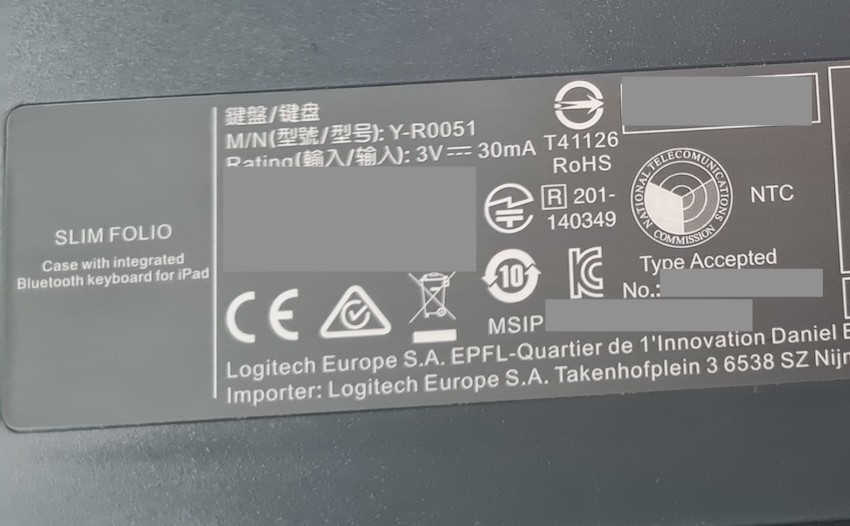 SLIM FOLIO
Case with integrated
Bluetooth keyboard for iPad
鍵盤/键盘
M/N(型號/型号): Y-R0051
Rating(輸入/输入): 3V 30mA
T41126
RoHS
R 201-
140349
NATIONAL TELECOMUNICATIONS COMMISSION
NTC
Type Accepted
No.:
10
CE
MSIP
Logitech Europe S.A. EPFL-Quartier de 1'Innovation Daniel
Importer: Logitech Europe S.A. Takenhofplein 3 6538 SZ